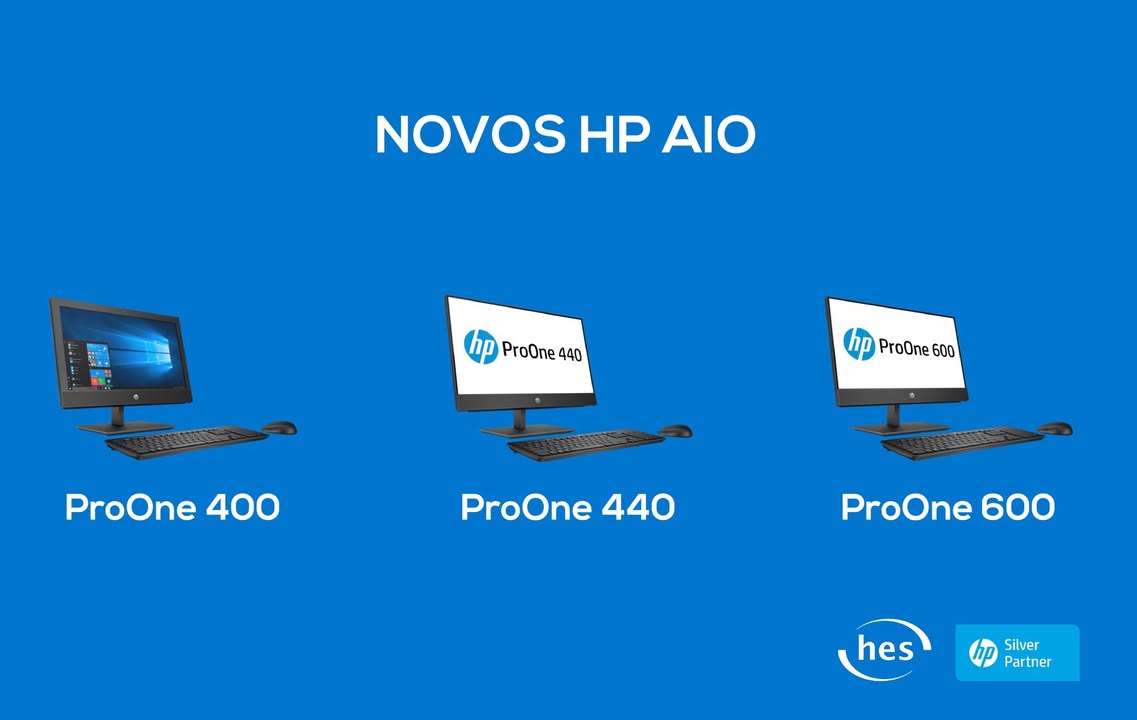 NOVOS HP AIO
hp ProOne 440
hp ProOne 600
ProOne 400
ProOne 440
ProOne 600
hes
hp Silver
Partner